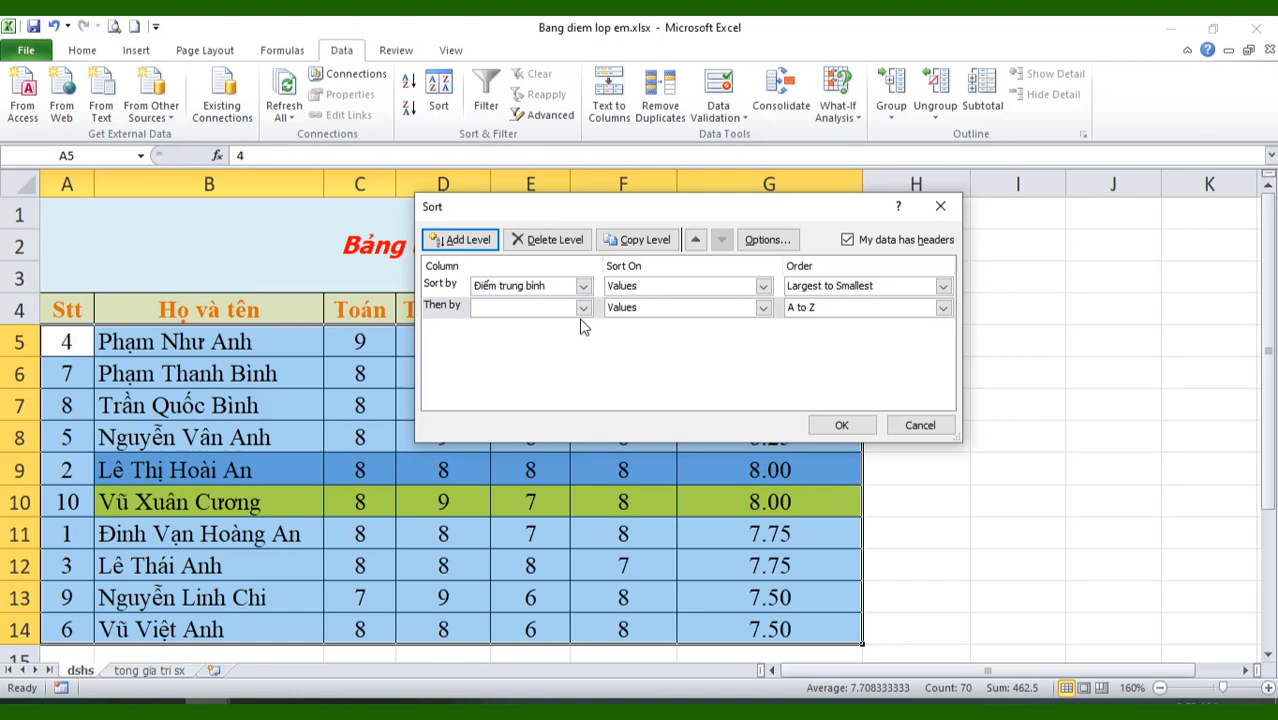 Bang diem lop em.xlsx - Microsoft Excel
File Home Insert Page Layout Formulas Data Review View
From Access From Web From Text From Other Sources Existing Connections Refresh All Connections Properties Edit Links Sort Filter Clear Reapply Advanced Text to Columns Remove Duplicates Data Validation Consolidate What-If Analysis Group Ungroup Subtotal Show Detail Hide Detail
Get External Data Connections Sort & Filter Data Tools Outline
A5 fx 4
A B C D E F G H I J K
1
2 Bảng
3
4 Stt Họ và tên Toán
5 4 Phạm Như Anh 9
6 7 Phạm Thanh Bình 8
7 8 Trần Quốc Bình 8
8 5 Nguyễn Vân Anh 8
9 2 Lê Thị Hoài An 8 8 8 8 8.00
10 10 Vũ Xuân Cương 8 9 7 8 8.00
11 1 Đinh Vạn Hoàng An 8 8 7 8 7.75
12 3 Lê Thái Anh 8 8 8 7 7.75
13 9 Nguyễn Linh Chi 7 9 6 8 7.50
14 6 Vũ Việt Anh 8 8 6 8 7.50
15
Sort ?
Add Level Delete Level Copy Level Options... My data has headers
Column Sort On Order
Sort by Điểm trung bình Values Largest to Smallest
Then by Values A to Z
OK Cancel
dshs tong gia tri sx
Ready Average: 7.708333333 Count: 70 Sum: 462.5 160%